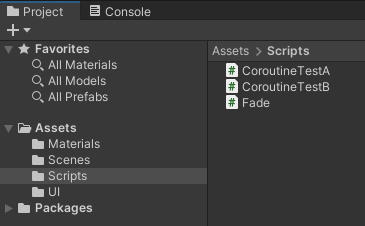 Project
Console
Favorites
All Materials
All Models
All Prefabs
Assets
Materials
Scenes
Scripts
UI
Packages
Assets > Scripts
# CoroutineTestA
# CoroutineTestB
# Fade